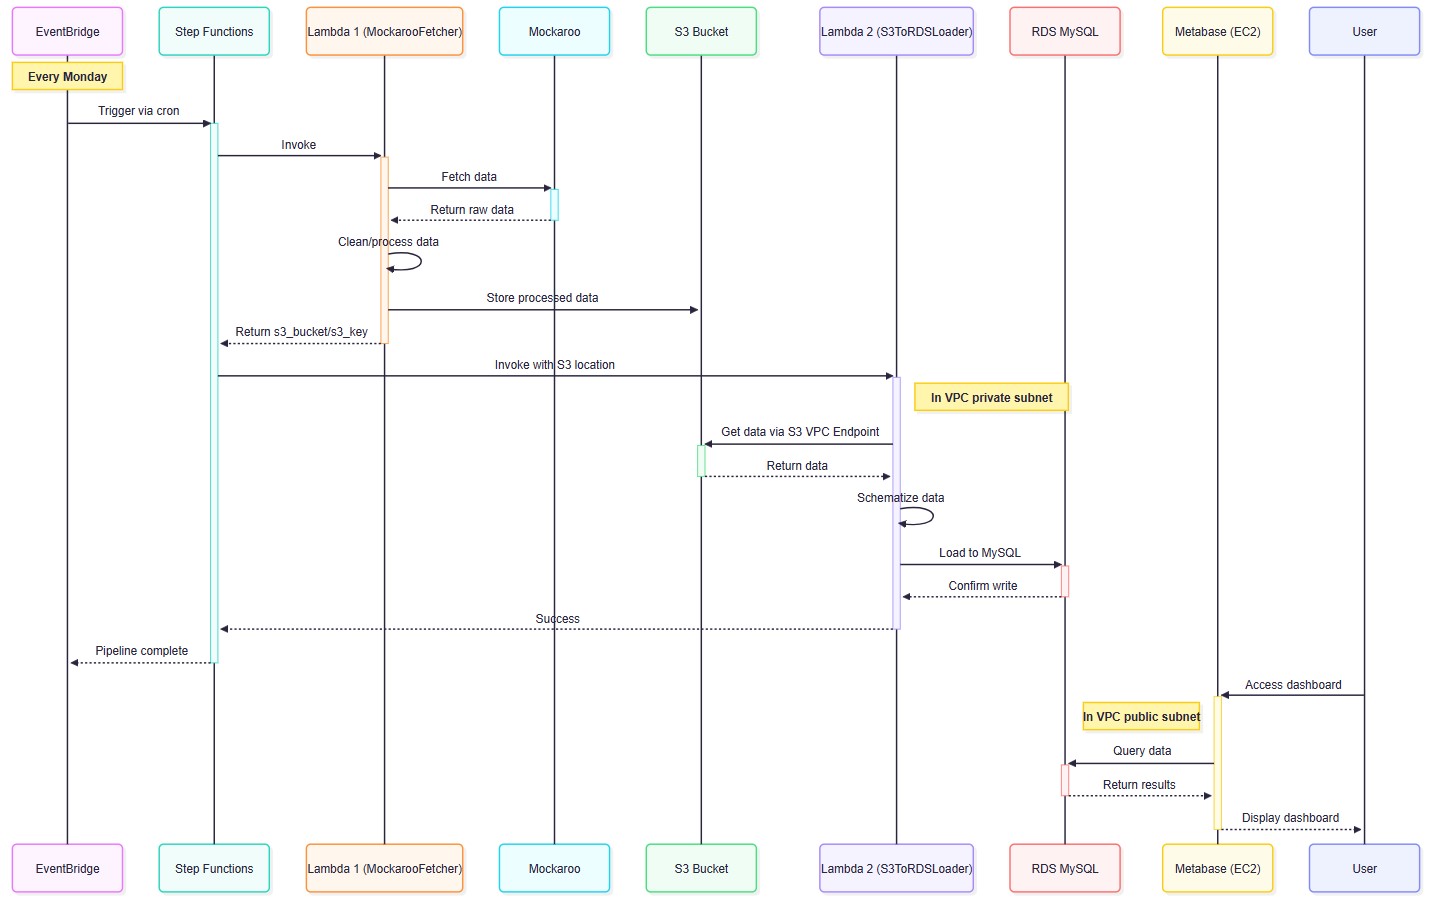 EventBridge
Step Functions
Lambda 1 (MockarooFetcher)
Mockaroo
S3 Bucket
Lambda 2 (S3ToRDSLoader)
RDS MySQL
Metabase (EC2)
User
Every Monday
Trigger via cron
Invoke
Fetch data
Return raw data
Clean/process data
Store processed data
Return s3_bucket/s3_key
Invoke with S3 location
In VPC private subnet
Get data via S3 VPC Endpoint
Return data
Schematize data
Load to MySQL
Confirm write
Success
Pipeline complete
Access dashboard
In VPC public subnet
Query data
Return results
Display dashboard
EventBridge
Step Functions
Lambda 1 (MockarooFetcher)
Mockaroo
S3 Bucket
Lambda 2 (S3ToRDSLoader)
RDS MySQL
Metabase (EC2)
User